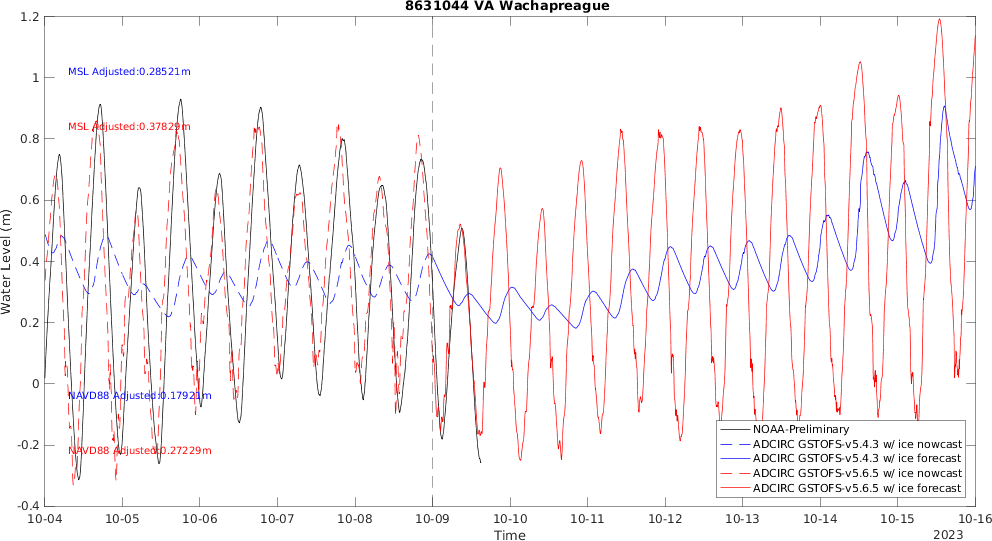 8631044 VA Wachapreague
1.2
1
0.8
0.6
0.4
0.2
0
-0.2
-0.4
Water Level (m)
MSL Adjusted:0.28521m
MSL Adjusted:0.37829m
NAVD88 Adjusted:0.17921m
NAVD88 Adjusted:0.27229m
NOAA-Preliminary
ADCIRC GSTOFS-v5.4.3 w/ ice nowcast
ADCIRC GSTOFS-v5.4.3 w/ ice forecast
ADCIRC GSTOFS-v5.6.5 w/ ice nowcast
ADCIRC GSTOFS-v5.6.5 w/ ice forecast
10-04 10-05 10-06 10-07 10-08 10-09 10-10 10-11 10-12 10-13 10-14 10-15 10-16
Time
2023